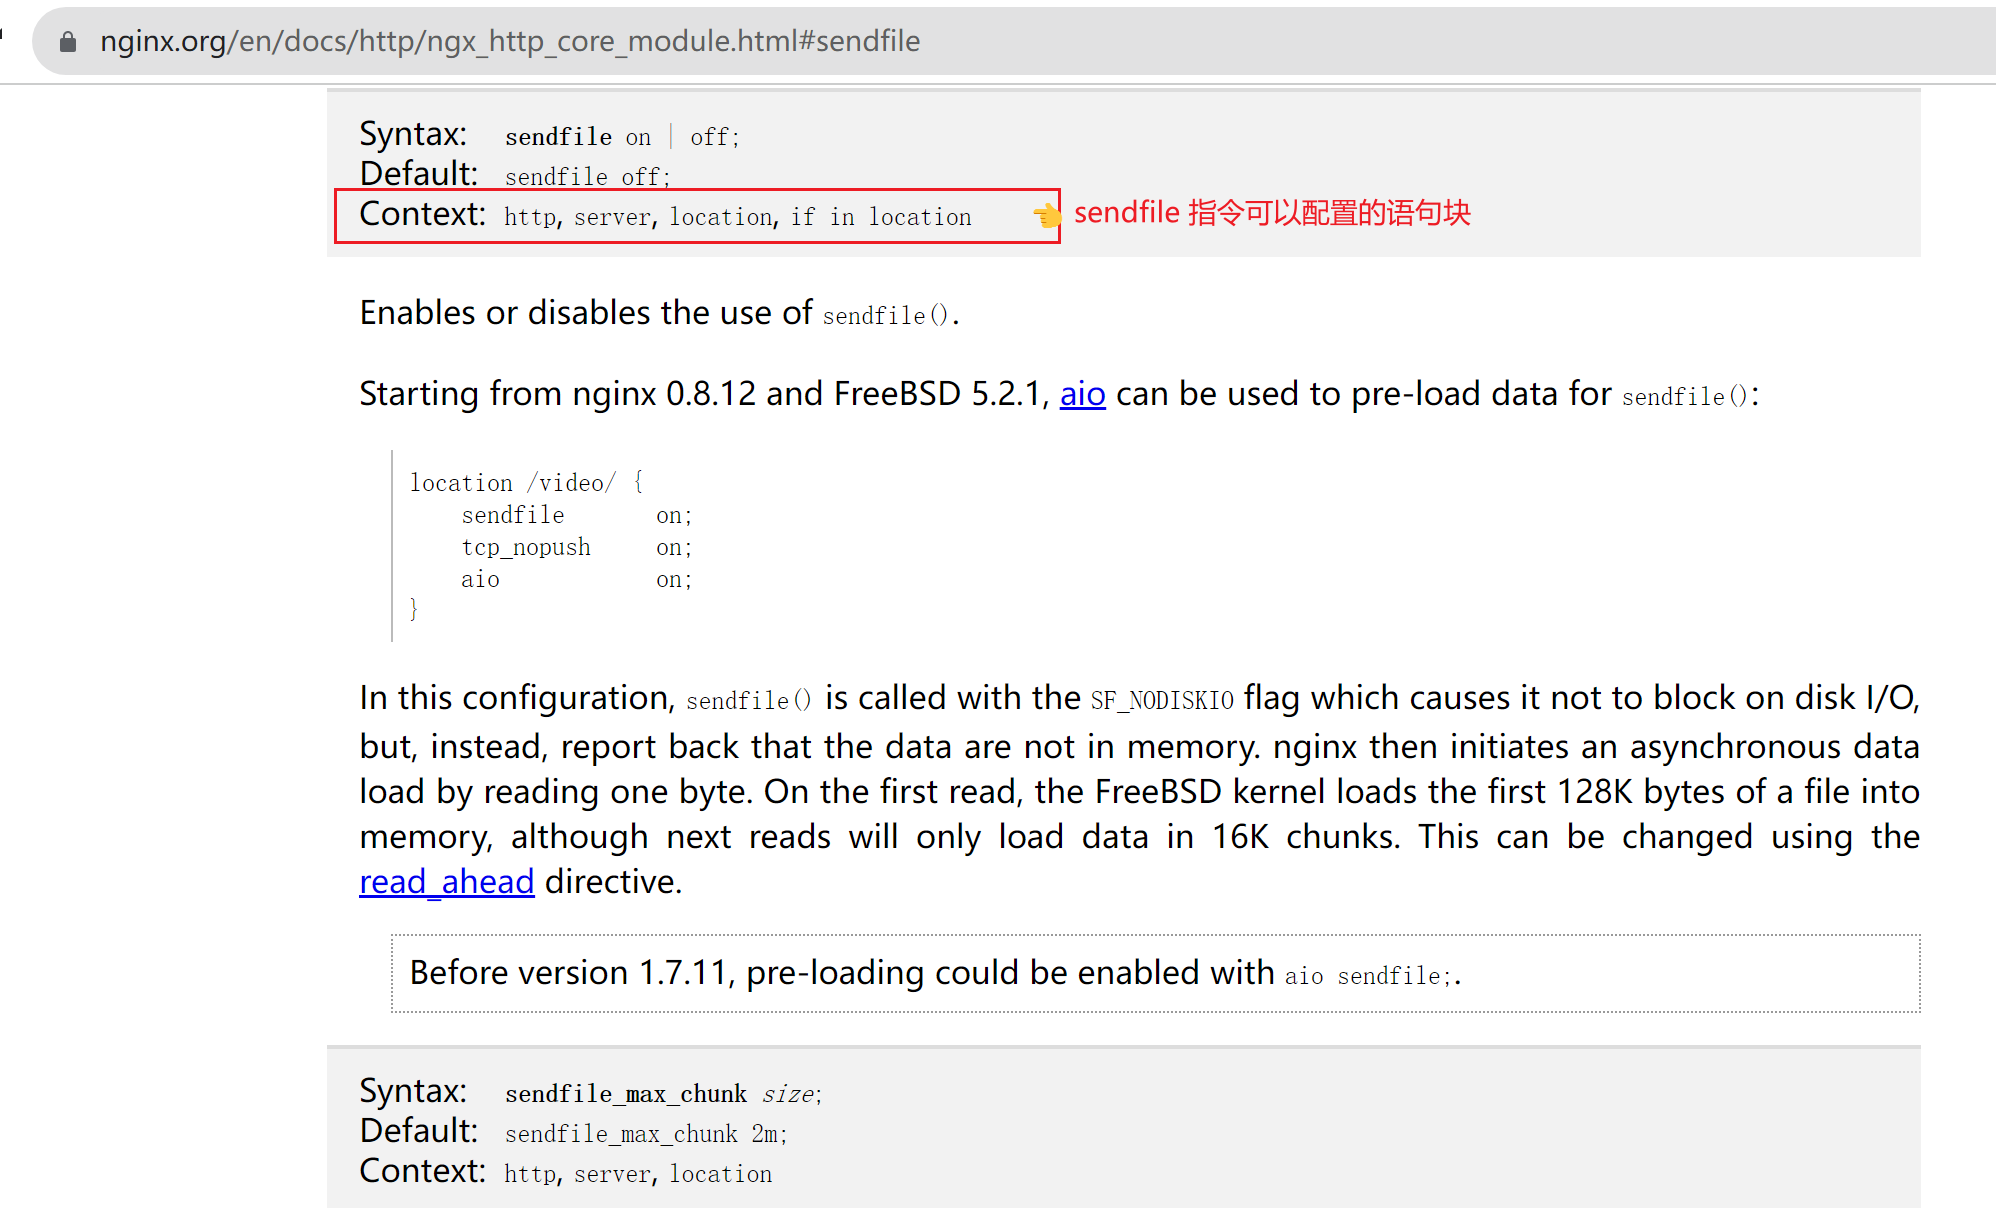 nginx.org/en/docs/http/ngx_http_core_module.html#sendfile
Syntax: sendfile on | off;
Default: sendfile off;
Context: http, server, location, if in location 👈 sendfile 指令可以配置的语句块
Enables or disables the use of sendfile().
Starting from nginx 0.8.12 and FreeBSD 5.2.1, aio can be used to pre-load data for sendfile():
location /video/ {
    sendfile       on;
    tcp_nopush     on;
    aio            on;
}
In this configuration, sendfile() is called with the SF_NODISKIO flag which causes it not to block on disk I/O,
but, instead, report back that the data are not in memory. nginx then initiates an asynchronous data
load by reading one byte. On the first read, the FreeBSD kernel loads the first 128K bytes of a file into
memory, although next reads will only load data in 16K chunks. This can be changed using the
read_ahead directive.
Before version 1.7.11, pre-loading could be enabled with aio sendfile;.
Syntax: sendfile_max_chunk size;
Default: sendfile_max_chunk 2m;
Context: http, server, location